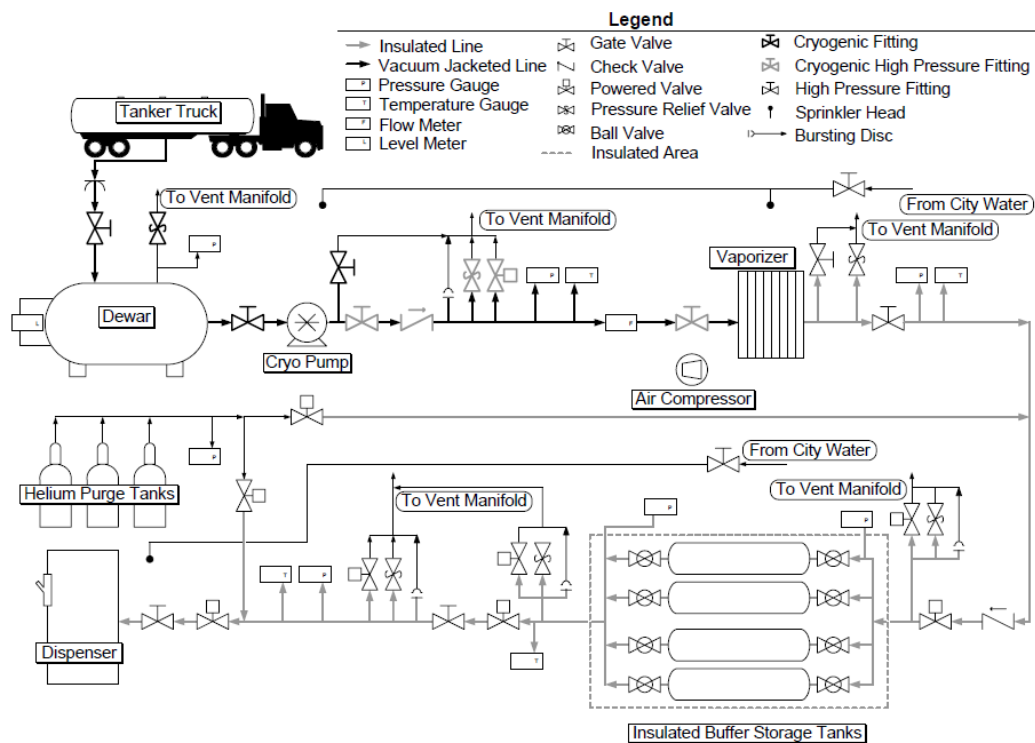 Legend
Insulated Line
Vacuum Jacketed Line
P Pressure Gauge
T Temperature Gauge
F Flow Meter
L Level Meter
Gate Valve
Check Valve
Powered Valve
Pressure Relief Valve
Ball Valve
Insulated Area
Cryogenic Fitting
Cryogenic High Pressure Fitting
High Pressure Fitting
Sprinkler Head
Bursting Disc
Tanker Truck
To Vent Manifold
P
From City Water
To Vent Manifold
To Vent Manifold
Vaporizer
P
T
P
T
L
Dewar
P
Cryo Pump
Air Compressor
P
From City Water
Helium Purge Tanks
To Vent Manifold
To Vent Manifold
P
P
T
P
T
Dispenser
Insulated Buffer Storage Tanks